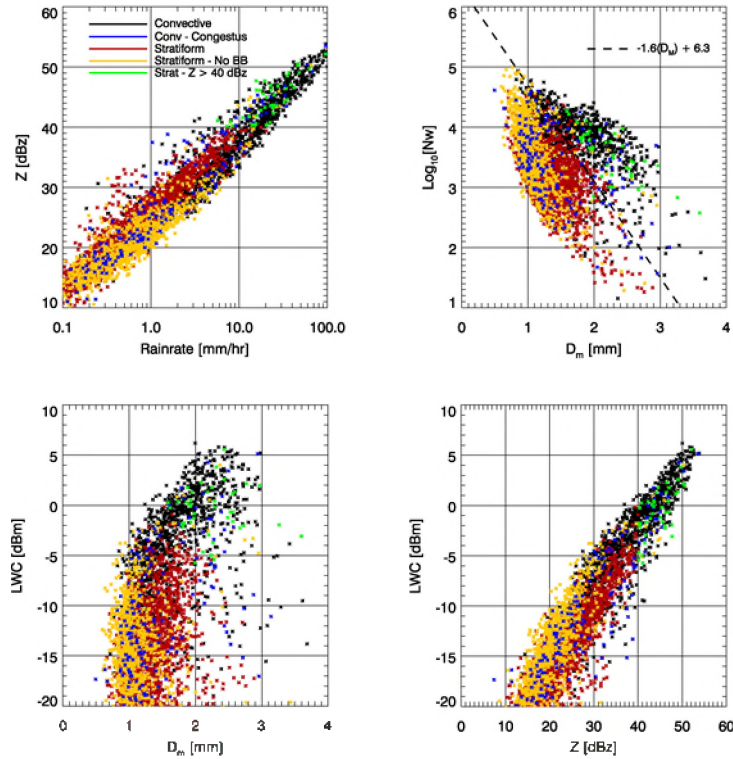 Convective
Conv - Congestus
Stratiform
Stratiform - No BB
Strat - Z > 40 dBz
60
50
40
30
20
10
Z [dBz]
0.1 1.0 10.0 100.0
Rainrate [mm/hr]
-1.6(D_M) + 6.3
6
5
4
3
2
1
Log10[Nw]
0 1 2 3 4
Dm [mm]
10
5
0
-5
-10
-15
-20
LWC [dBm]
0 1 2 3 4
Dm [mm]
10
5
0
-5
-10
-15
-20
LWC [dBm]
0 10 20 30 40 50 60
Z [dBz]